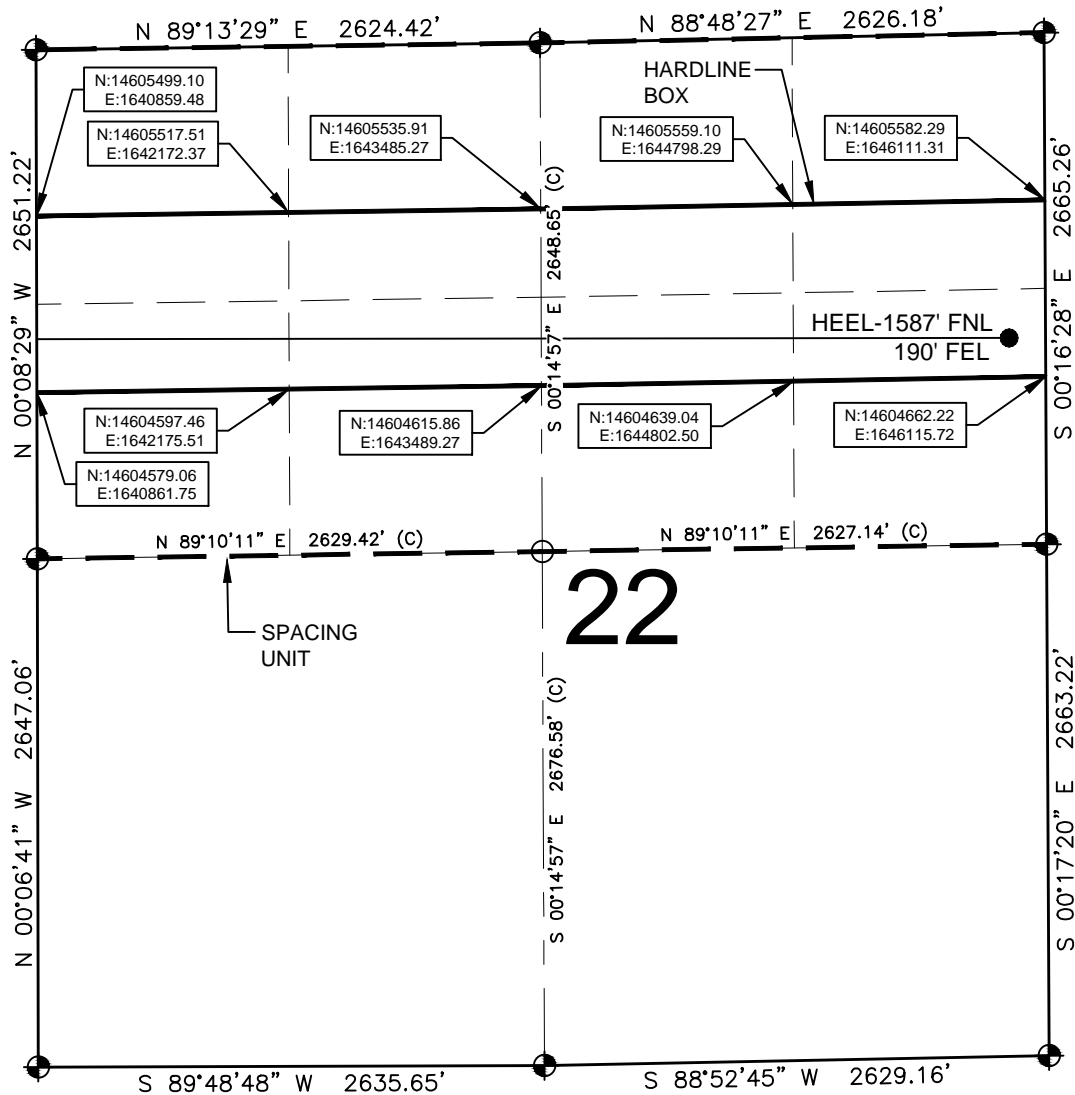 N 89°13'29" E 2624.42'
N 88°48'27" E 2626.18'
HARDLINE
BOX
N:14605499.10
E:1640859.48
N:14605517.51
E:1642172.37
N:14605535.91
E:1643485.27
N:14605559.10
E:1644798.29
N:14605582.29
E:1646111.31
N 00°08'29" W 2651.22'
S 00°14'57" E 2648.65' (C)
S 00°16'28" E 2665.26'
HEEL-1587' FNL
190' FEL
N:14604597.46
E:1642175.51
N:14604615.86
E:1643489.27
N:14604639.04
E:1644802.50
N:14604662.22
E:1646115.72
N:14604579.06
E:1640861.75
N 89°10'11" E 2629.42' (C)
N 89°10'11" E 2627.14' (C)
22
SPACING
UNIT
N 00°06'41" W 2647.06'
S 00°14'57" E 2676.58' (C)
S 00°17'20" E 2663.22'
S 89°48'48" W 2635.65'
S 88°52'45" W 2629.16'